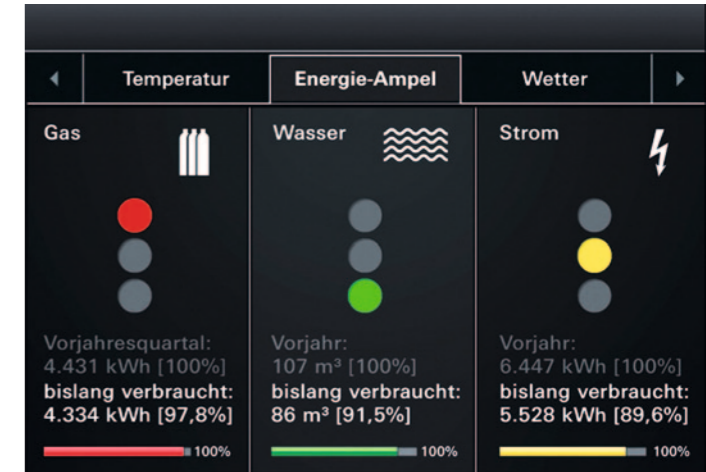 Temperatur
Energie-Ampel
Wetter
Gas
Vorjahresquartal:
4.431 kWh [100%]
bislang verbraucht:
4.334 kWh [97,8%]
100%
Wasser
Vorjahr:
107 m³ [100%]
bislang verbraucht:
86 m³ [91,5%]
100%
Strom
Vorjahr:
6.447 kWh [100%]
bislang verbraucht:
5.528 kWh [89,6%]
100%